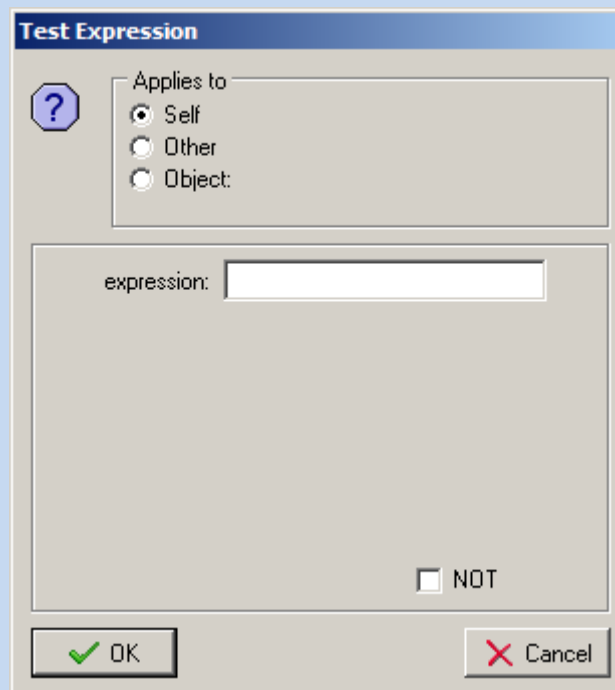 Test Expression
Applies to
Self
Other
Object:
expression:
NOT
OK
Cancel